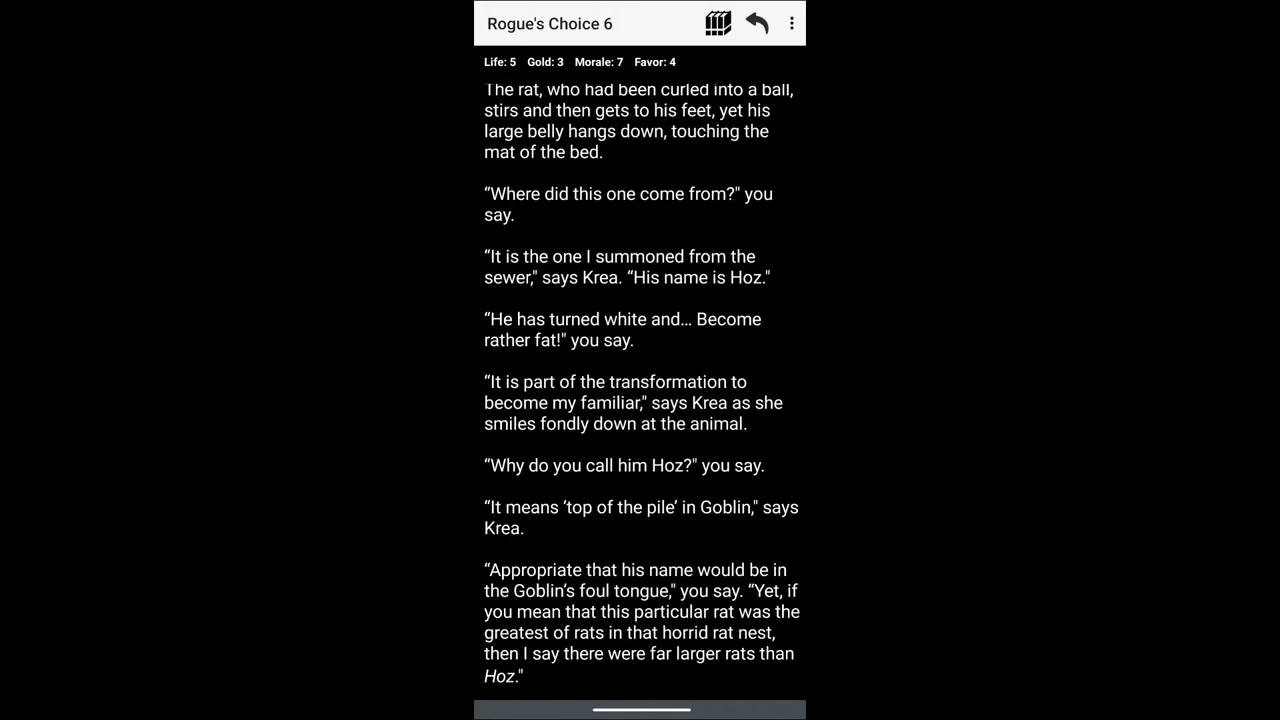 Rogue's Choice 6
Life: 5 Gold: 3 Morale: 7 Favor: 4
The rat, who had been curled into a ball,
stirs and then gets to his feet, yet his
large belly hangs down, touching the
mat of the bed.
“Where did this one come from?" you
say.
“It is the one I summoned from the
sewer," says Krea. “His name is Hoz."
“He has turned white and… Become
rather fat!" you say.
“It is part of the transformation to
become my familiar," says Krea as she
smiles fondly down at the animal.
“Why do you call him Hoz?" you say.
“It means ‘top of the pile’ in Goblin," says
Krea.
“Appropriate that his name would be in
the Goblin’s foul tongue," you say. “Yet, if
you mean that this particular rat was the
greatest of rats in that horrid rat nest,
then I say there were far larger rats than
Hoz."